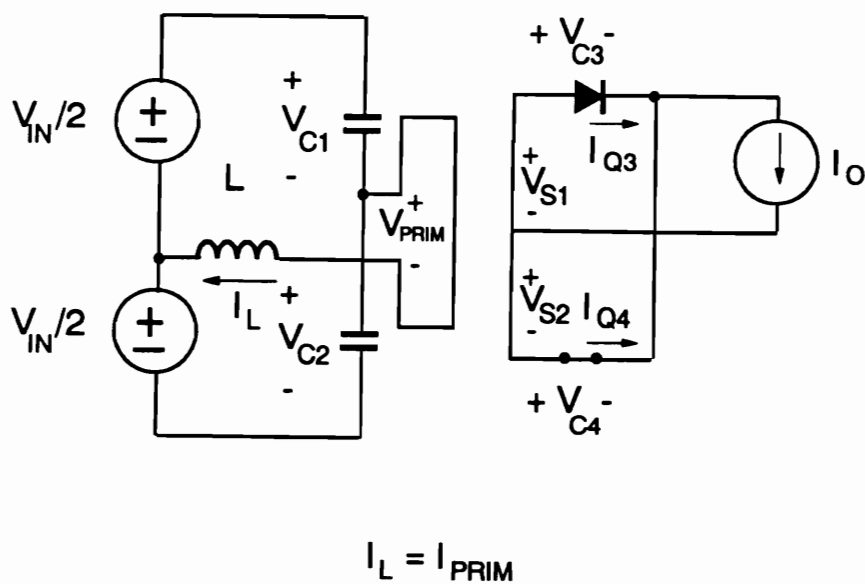 + V_C3 -
V_IN/2
+
-
+
V_C1
-
I_Q3
I_O
L
+
V_S1
-
+
V_PRIM
-
I_L
V_IN/2
+
-
+
V_C2
-
+
V_S2
-
I_Q4
+ V_C4 -
I_L = I_PRIM